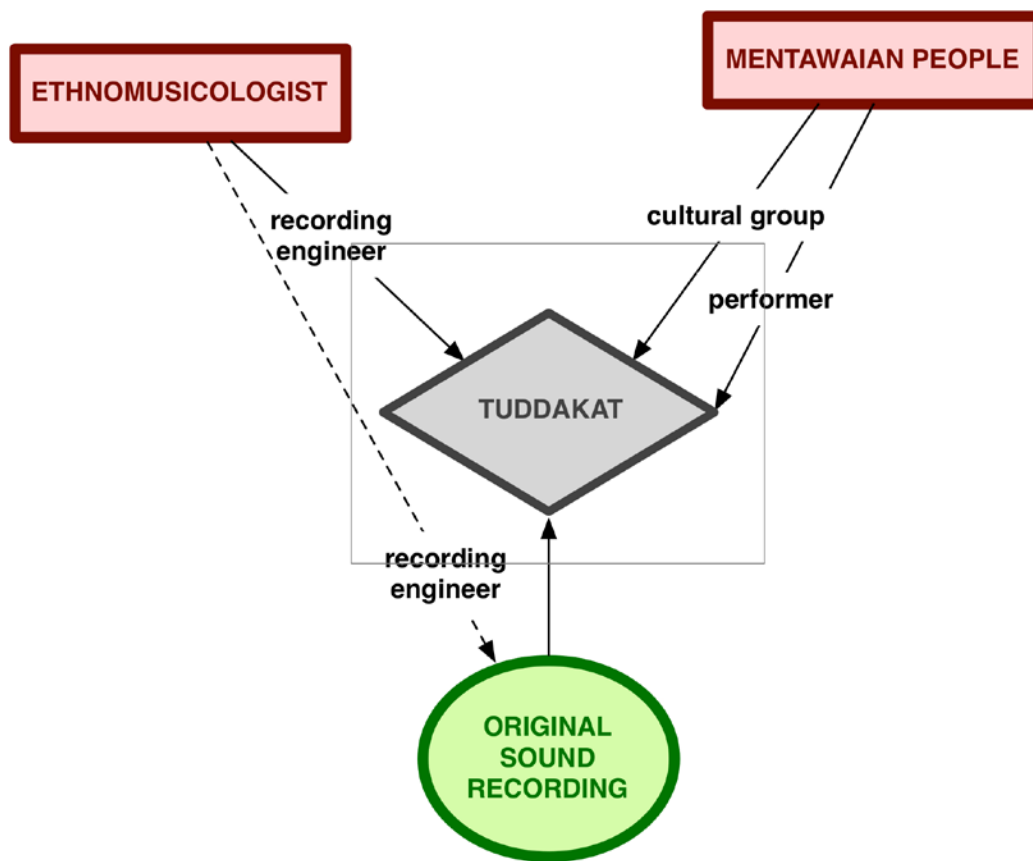 ETHNOMUSICOLOGIST
MENTAWAIAN PEOPLE
recording
engineer
cultural group
performer
TUDDAKAT
recording
engineer
ORIGINAL
SOUND
RECORDING